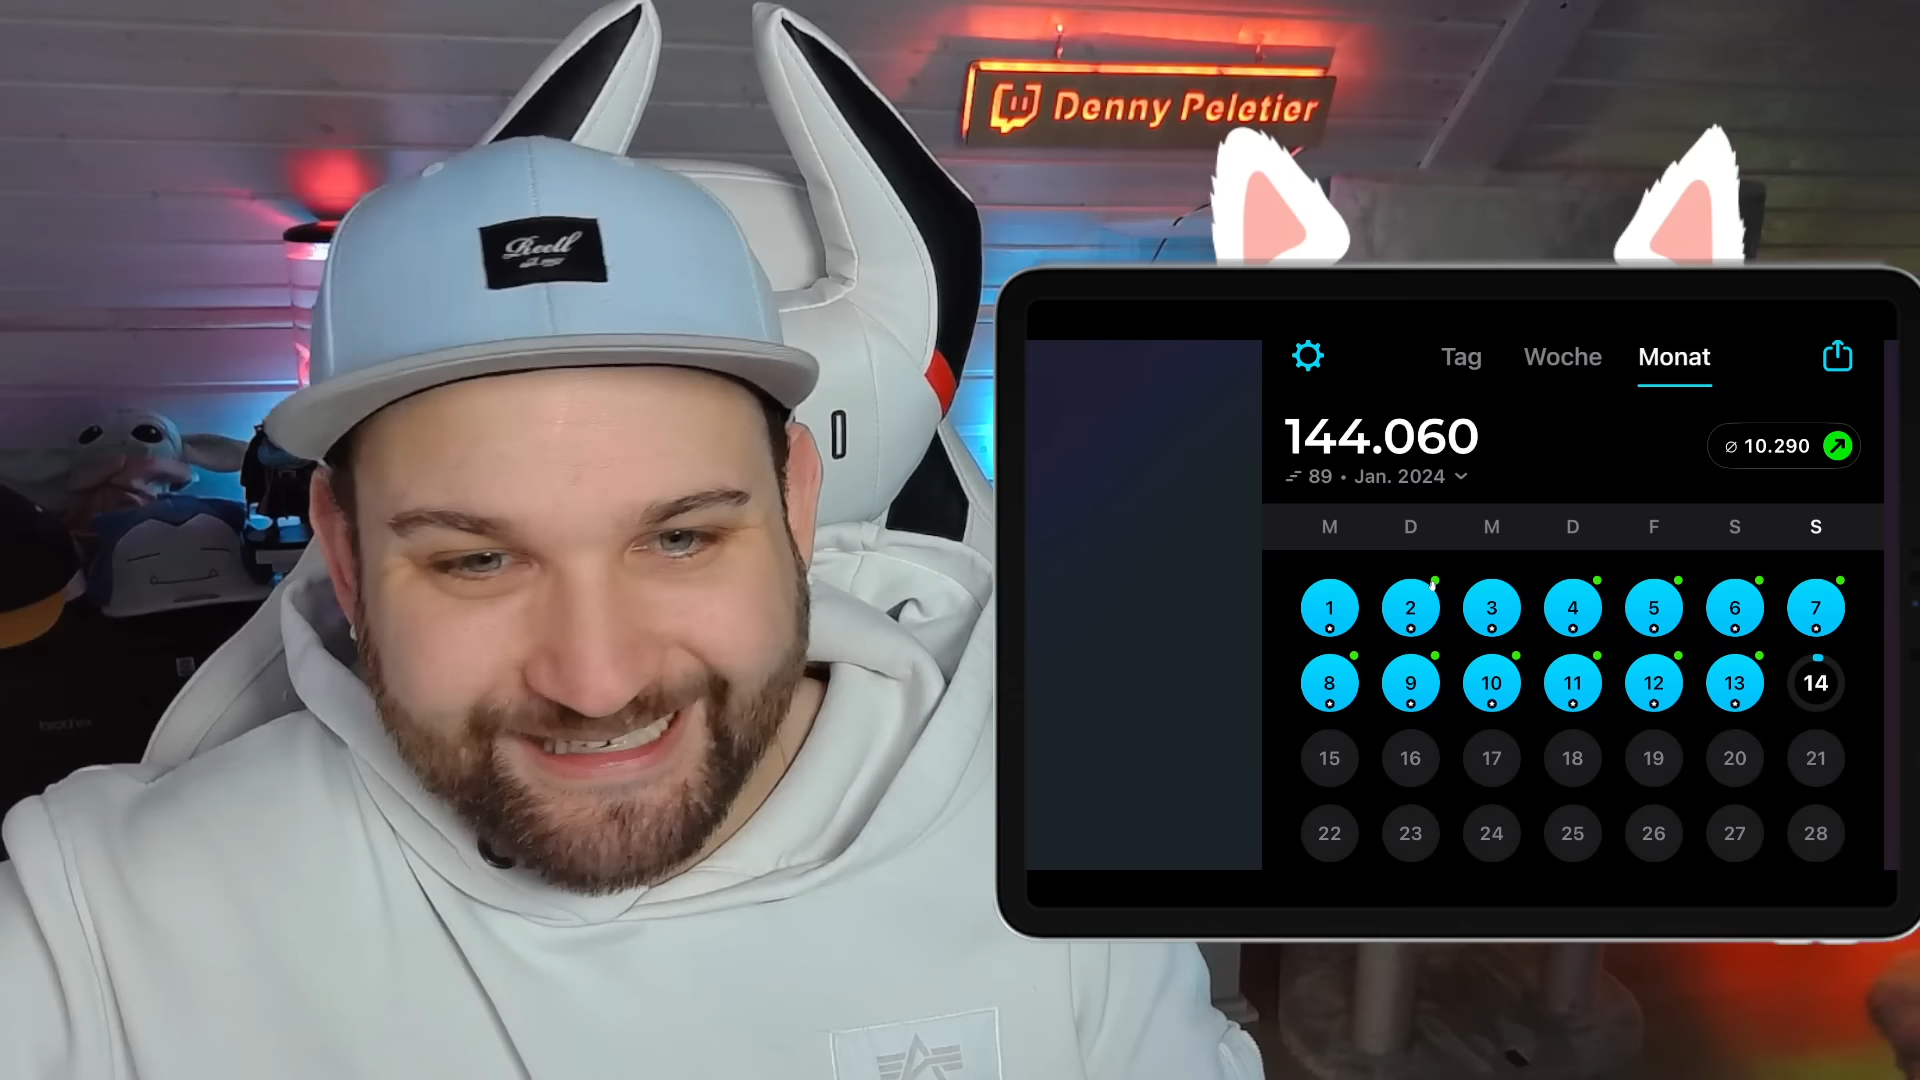 Denny Peletier
Reell
Tag Woche Monat
144.060
⌀ 10.290
89 • Jan. 2024
M D M D F S S
1 2 3 4 5 6 7
8 9 10 11 12 13 14
15 16 17 18 19 20 21
22 23 24 25 26 27 28
brother